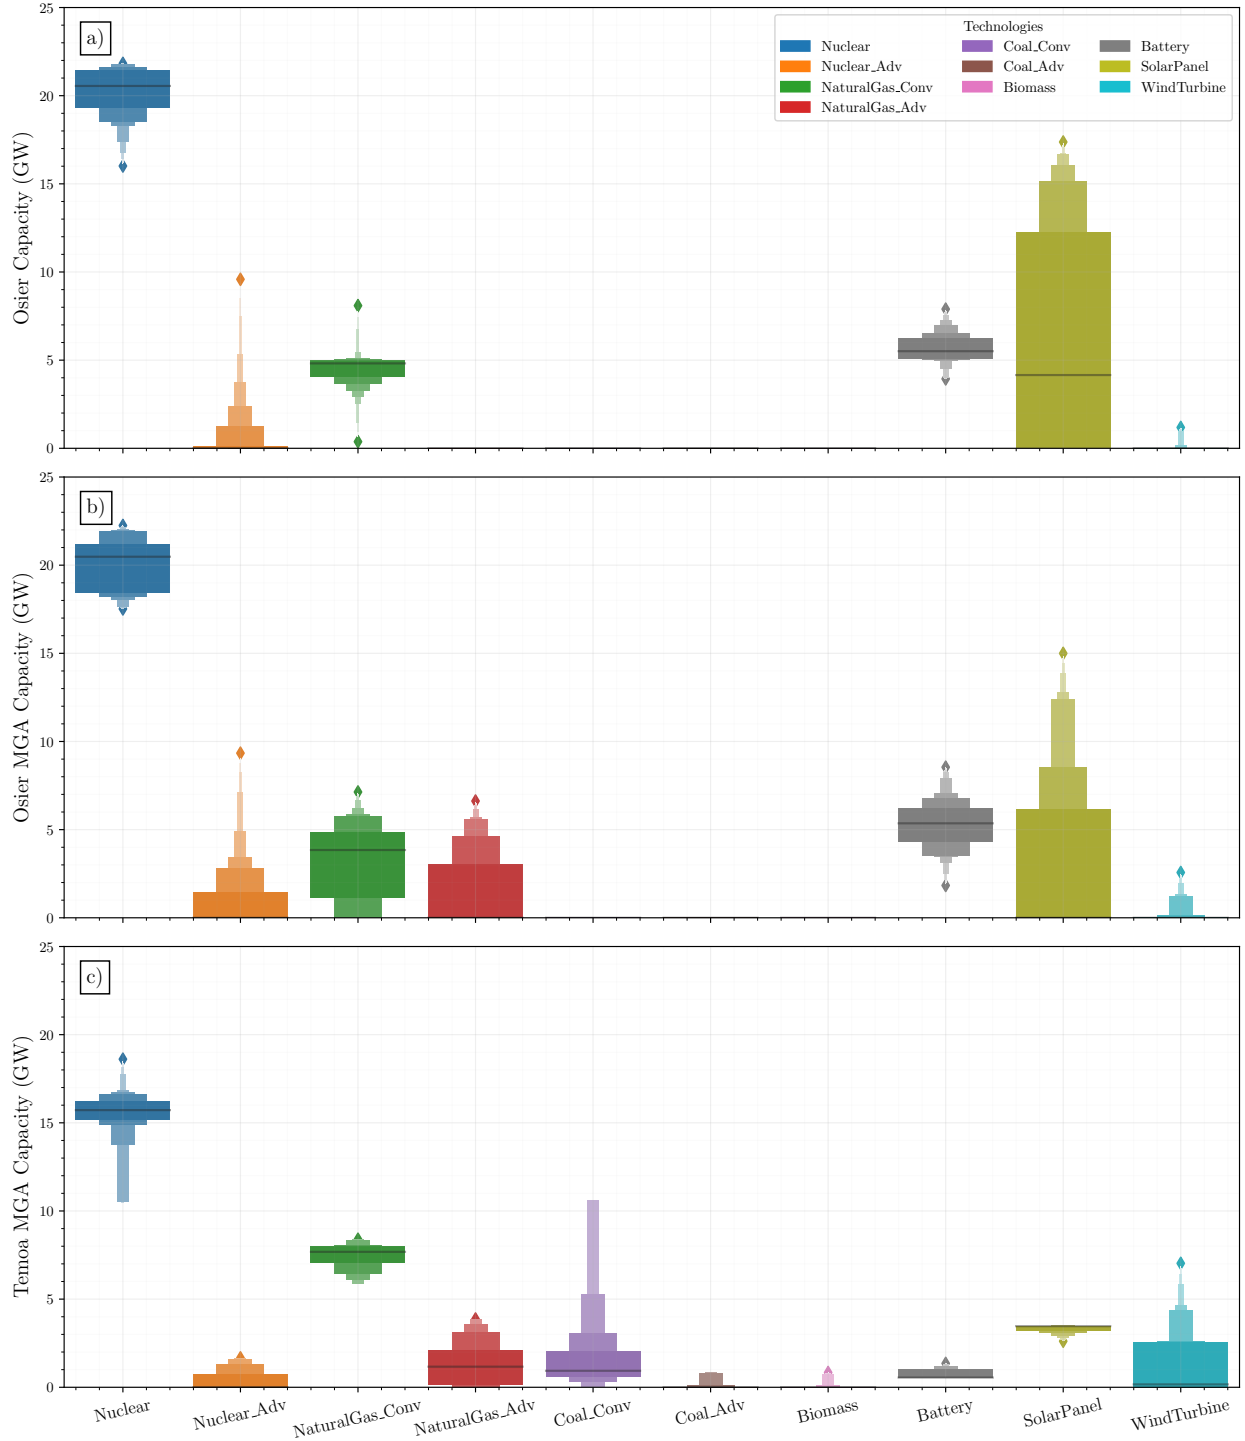 a)
Technologies
Nuclear
Nuclear_Adv
NaturalGas_Conv
NaturalGas_Adv
Coal_Conv
Coal_Adv
Biomass
Battery
SolarPanel
WindTurbine
Osier Capacity (GW)
25
20
15
10
5
0
b)
Osier MGA Capacity (GW)
25
20
15
10
5
0
c)
Temoa MGA Capacity (GW)
25
20
15
10
5
0
Nuclear
Nuclear_Adv
NaturalGas_Conv
NaturalGas_Adv
Coal_Conv
Coal_Adv
Biomass
Battery
SolarPanel
WindTurbine